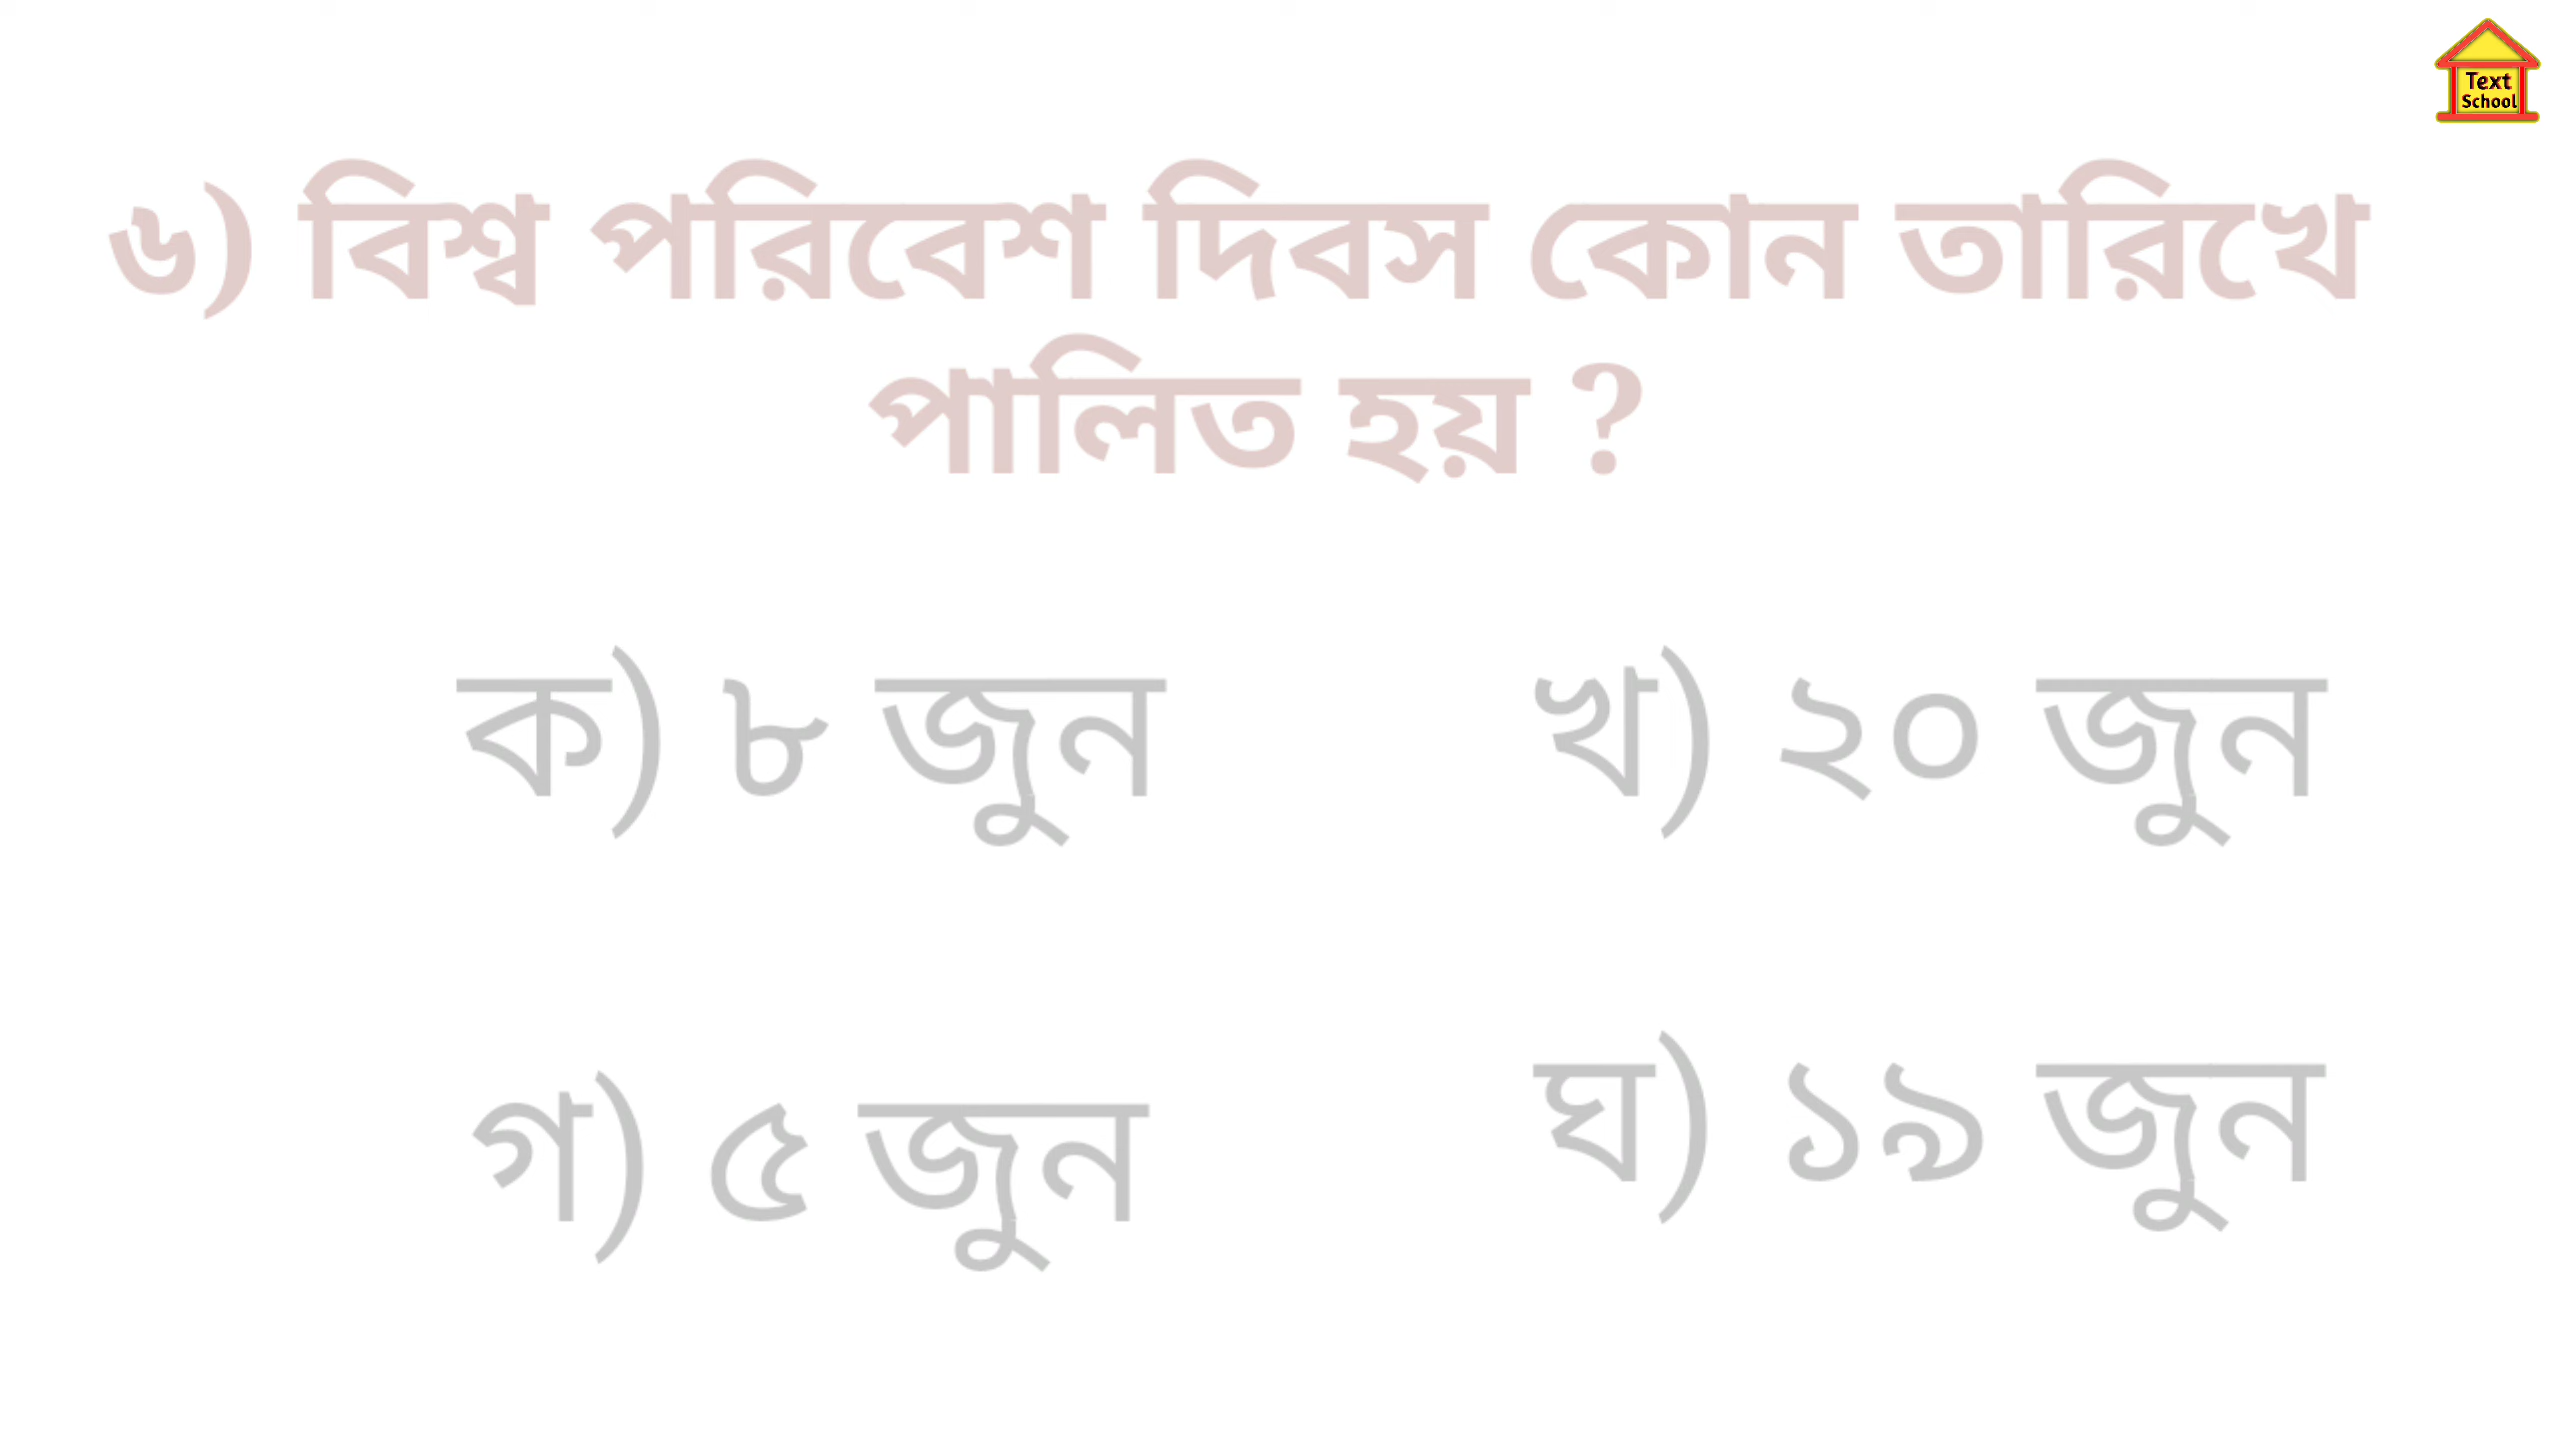 Text
School
৬) বিশ্ব পরিবেশ দিবস কোন তারিখে
পালিত হয় ?
ক) ৮ জুন
খ) ২০ জুন
গ) ৫ জুন
ঘ) ১৯ জুন